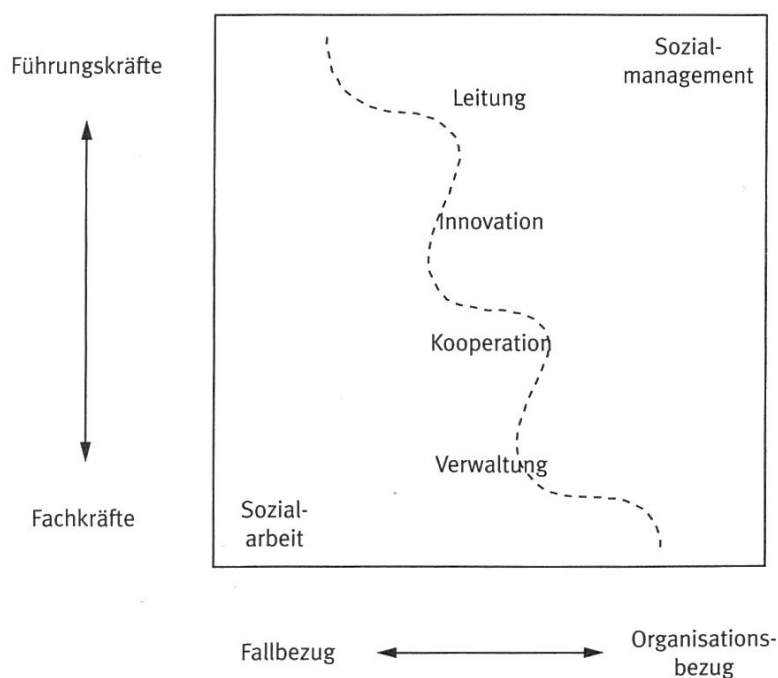 Sozial-
management
Führungskräfte
Leitung
Innovation
Kooperation
Verwaltung
Fachkräfte
Sozial-
arbeit
Fallbezug
Organisations-
bezug